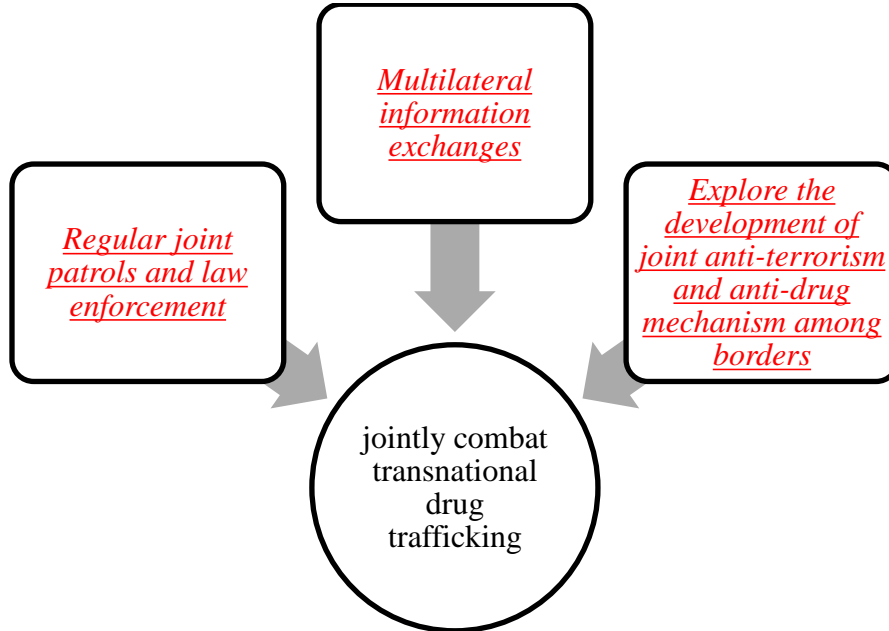 Multilateral
information
exchanges
Regular joint
patrols and law
enforcement
Explore the
development of
joint anti-terrorism
and anti-drug
mechanism among
borders
jointly combat
transnational
drug
trafficking